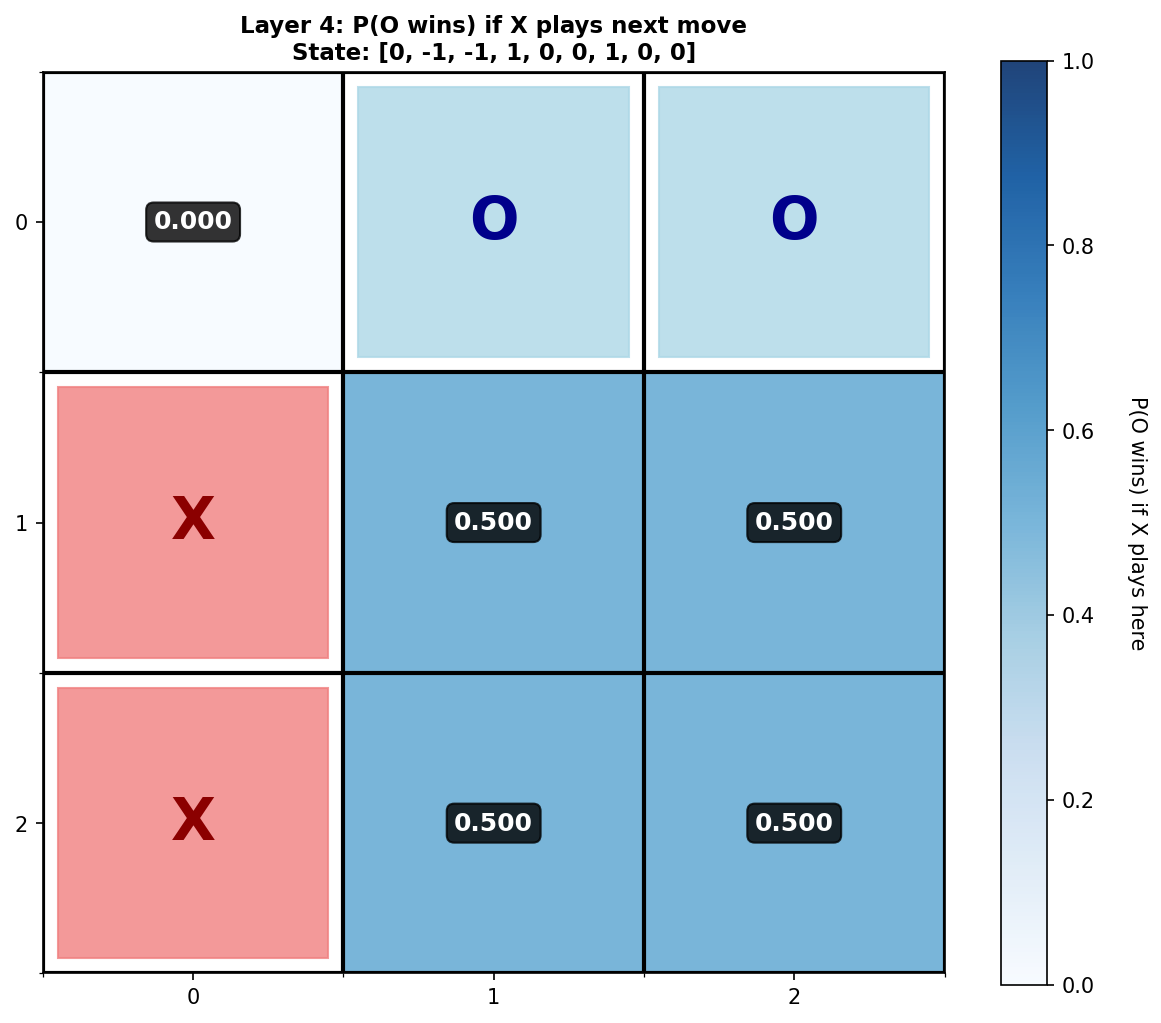 Layer 4: P(O wins) if X plays next move
State: [0, -1, -1, 1, 0, 0, 1, 0, 0]
0 0.000 O O
1 X 0.500 0.500
2 X 0.500 0.500
0 1 2
1.0
0.8
0.6
0.4
0.2
0.0
P(O wins) if X plays here